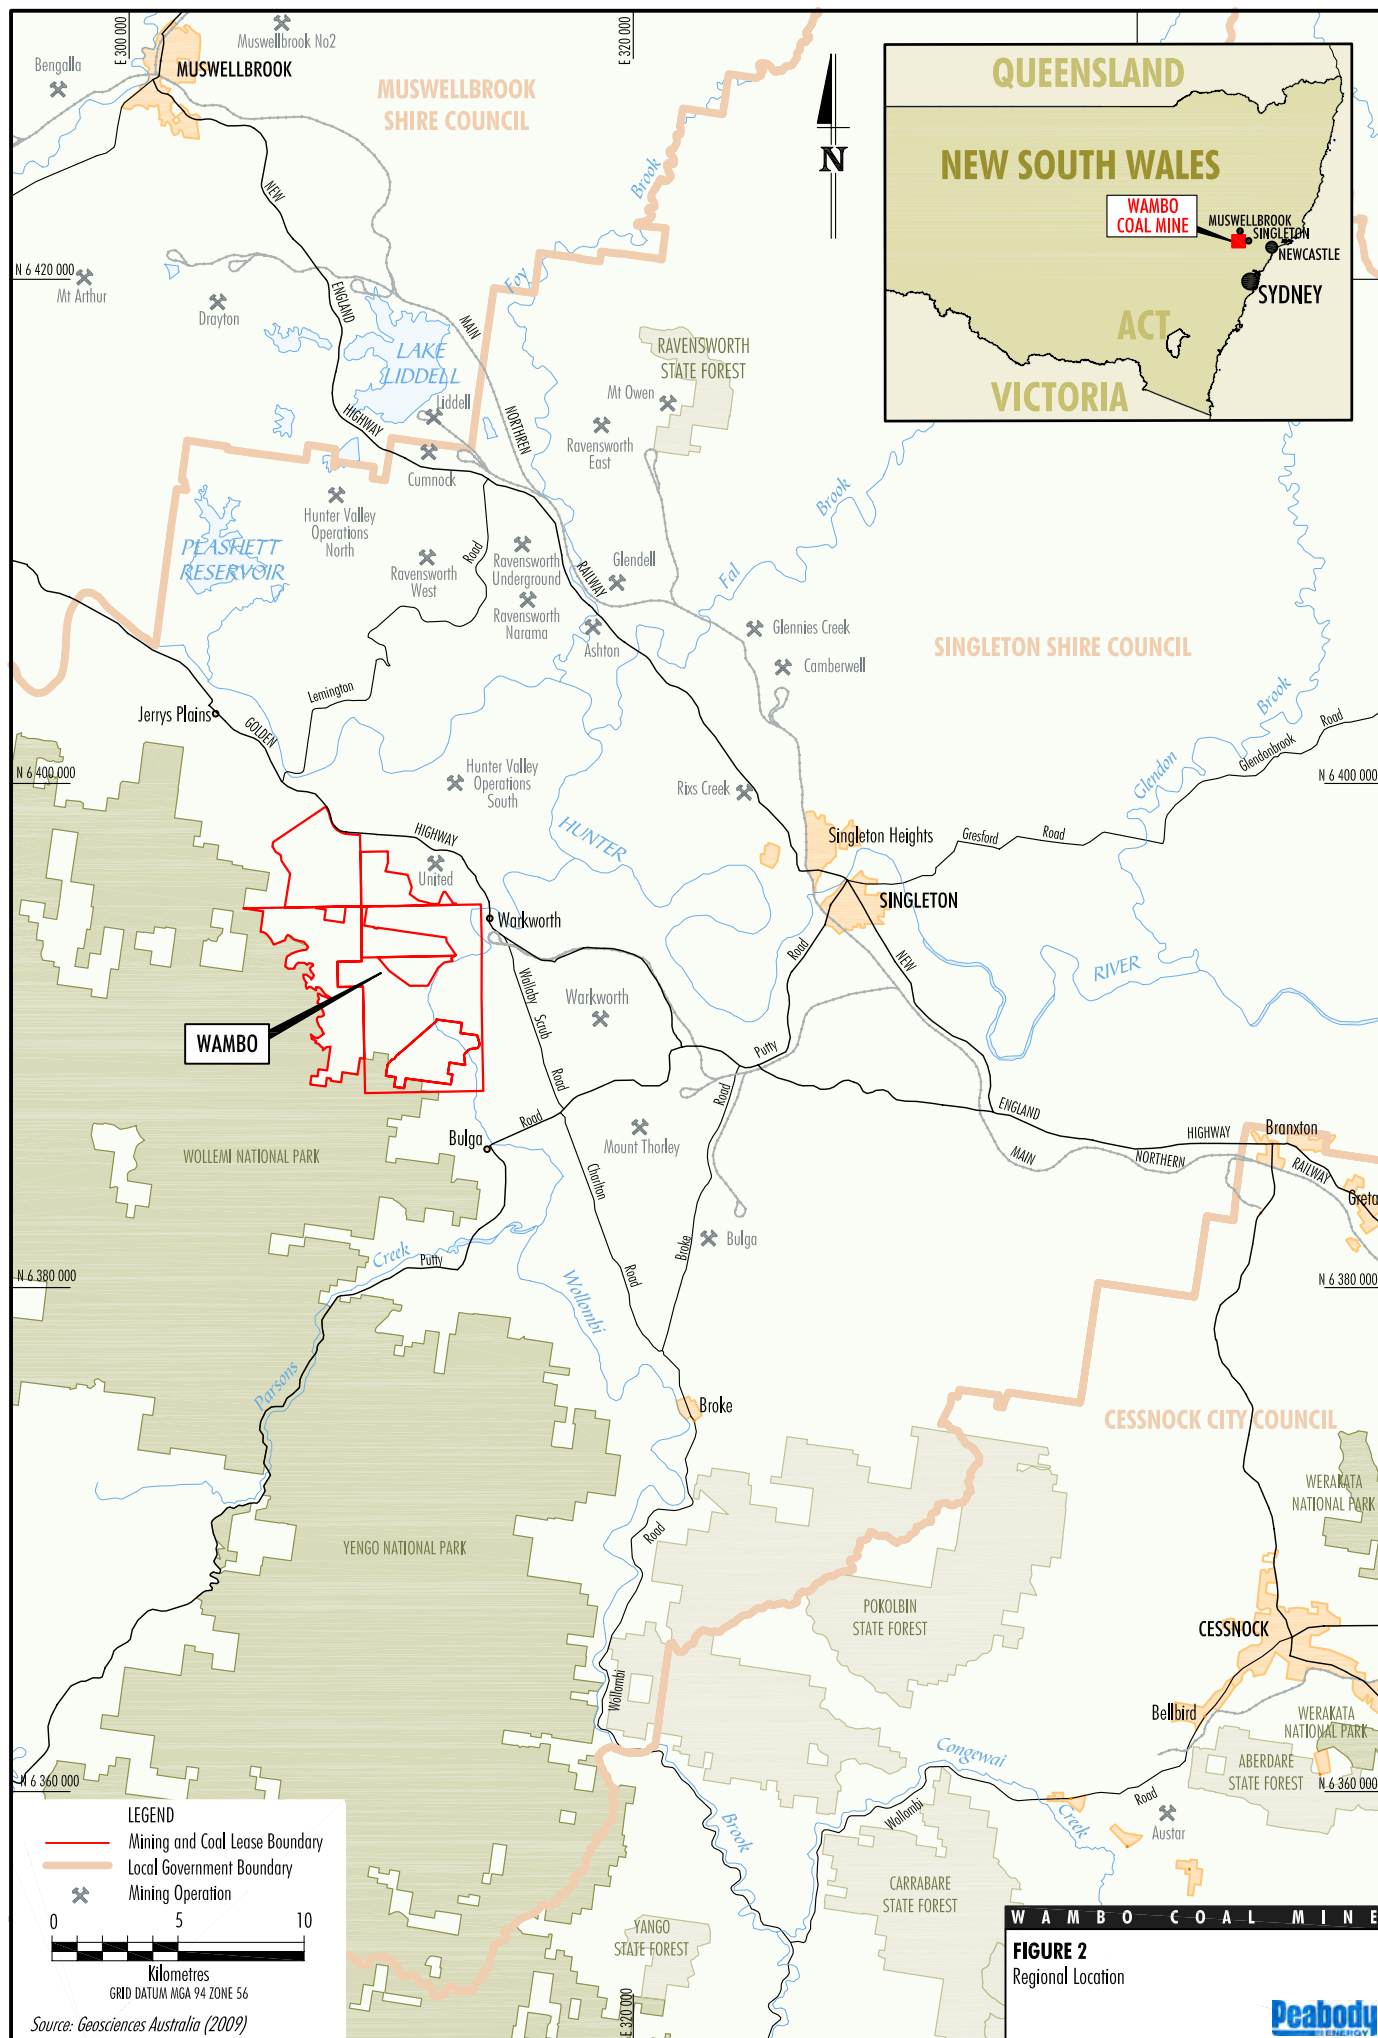 E 300 000
E 320 000
Muswellbrook No2
Bengalla
MUSWELLBROOK
MUSWELLBROOK
SHIRE COUNCIL
N
QUEENSLAND
NEW SOUTH WALES
WAMBO
COAL MINE
MUSWELLBROOK
SINGLETON
NEWCASTLE
SYDNEY
ACT
VICTORIA
Brook
NEW
N 6 420 000
Mt Arthur
Drayton
ENGLAND
Foy
MAIN
LAKE
LIDDELL
RAVENSWORTH
STATE FOREST
Liddell
Mt Owen
HIGHWAY
NORTHREN
Ravensworth
East
Cumnock
Hunter Valley
Operations
North
Brook
PLASHETT
RESERVOIR
Road
Ravensworth
West
Ravensworth
Underground
Glendell
RAILWAY
Fal
Ravensworth
Narama
Ashton
Glennies Creek
Camberwell
SINGLETON SHIRE COUNCIL
Lemington
Brook
Jerrys Plains
GOLDEN
Road
Glendonbrook
N 6 400 000
Hunter Valley
Operations
South
Rixs Creek
Glendon
N 6 400 000
HIGHWAY
HUNTER
Singleton Heights
Gresford
Road
United
SINGLETON
Warkworth
Road
NEW
RIVER
Wallaby
Scrub
Road
Warkworth
WAMBO
Putty
Road
ENGLAND
Road
Bulga
Mount Thorley
HIGHWAY
Branxton
WOLLEMI NATIONAL PARK
MAIN
NORTHERN
RAILWAY
Charlton
Greta
Creek
Putty
Bulga
Broke
Road
N 6 380 000
N 6 380 000
Wollombi
Parsons
Broke
CESSNOCK CITY COUNCIL
WERAKATA
NATIONAL PARK
Road
YENGO NATIONAL PARK
POKOLBIN
STATE FOREST
CESSNOCK
Wollombi
Bellbird
WERAKATA
NATIONAL PARK
Congewai
ABERDARE
STATE FOREST
N 6 360 000
N 6 360 000
Road
Wollombi
Creek
Austar
Brook
CARRABARE
STATE FOREST
YANGO
STATE FOREST
E 320 000
LEGEND
Mining and Coal Lease Boundary
Local Government Boundary
Mining Operation
0 5 10
Kilometres
GRID DATUM MGA 94 ZONE 56
Source: Geosciences Australia (2009)
WAMBO COAL MINE
FIGURE 2
Regional Location
Peabody
ENERGY